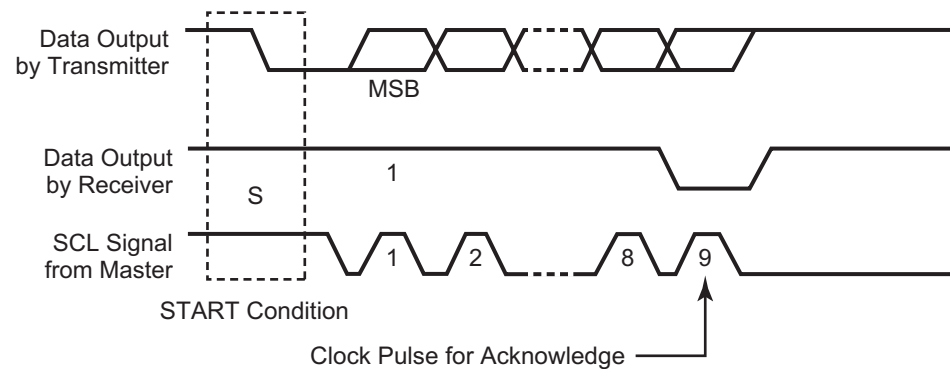 Data Output
by Transmitter
MSB
Data Output
by Receiver
1
S
SCL Signal
from Master
1
2
8
9
START Condition
Clock Pulse for Acknowledge